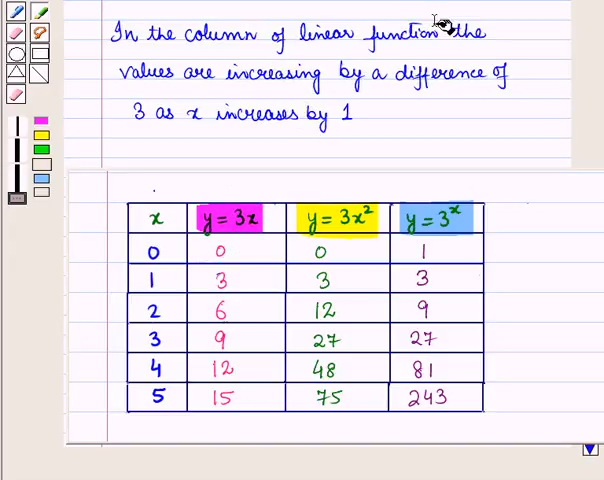 In the column of linear function the
values are increasing by a difference of
3 as x increases by 1
x y = 3x y = 3x² y = 3ˣ
0 0 0 1
1 3 3 3
2 6 12 9
3 9 27 27
4 12 48 81
5 15 75 243